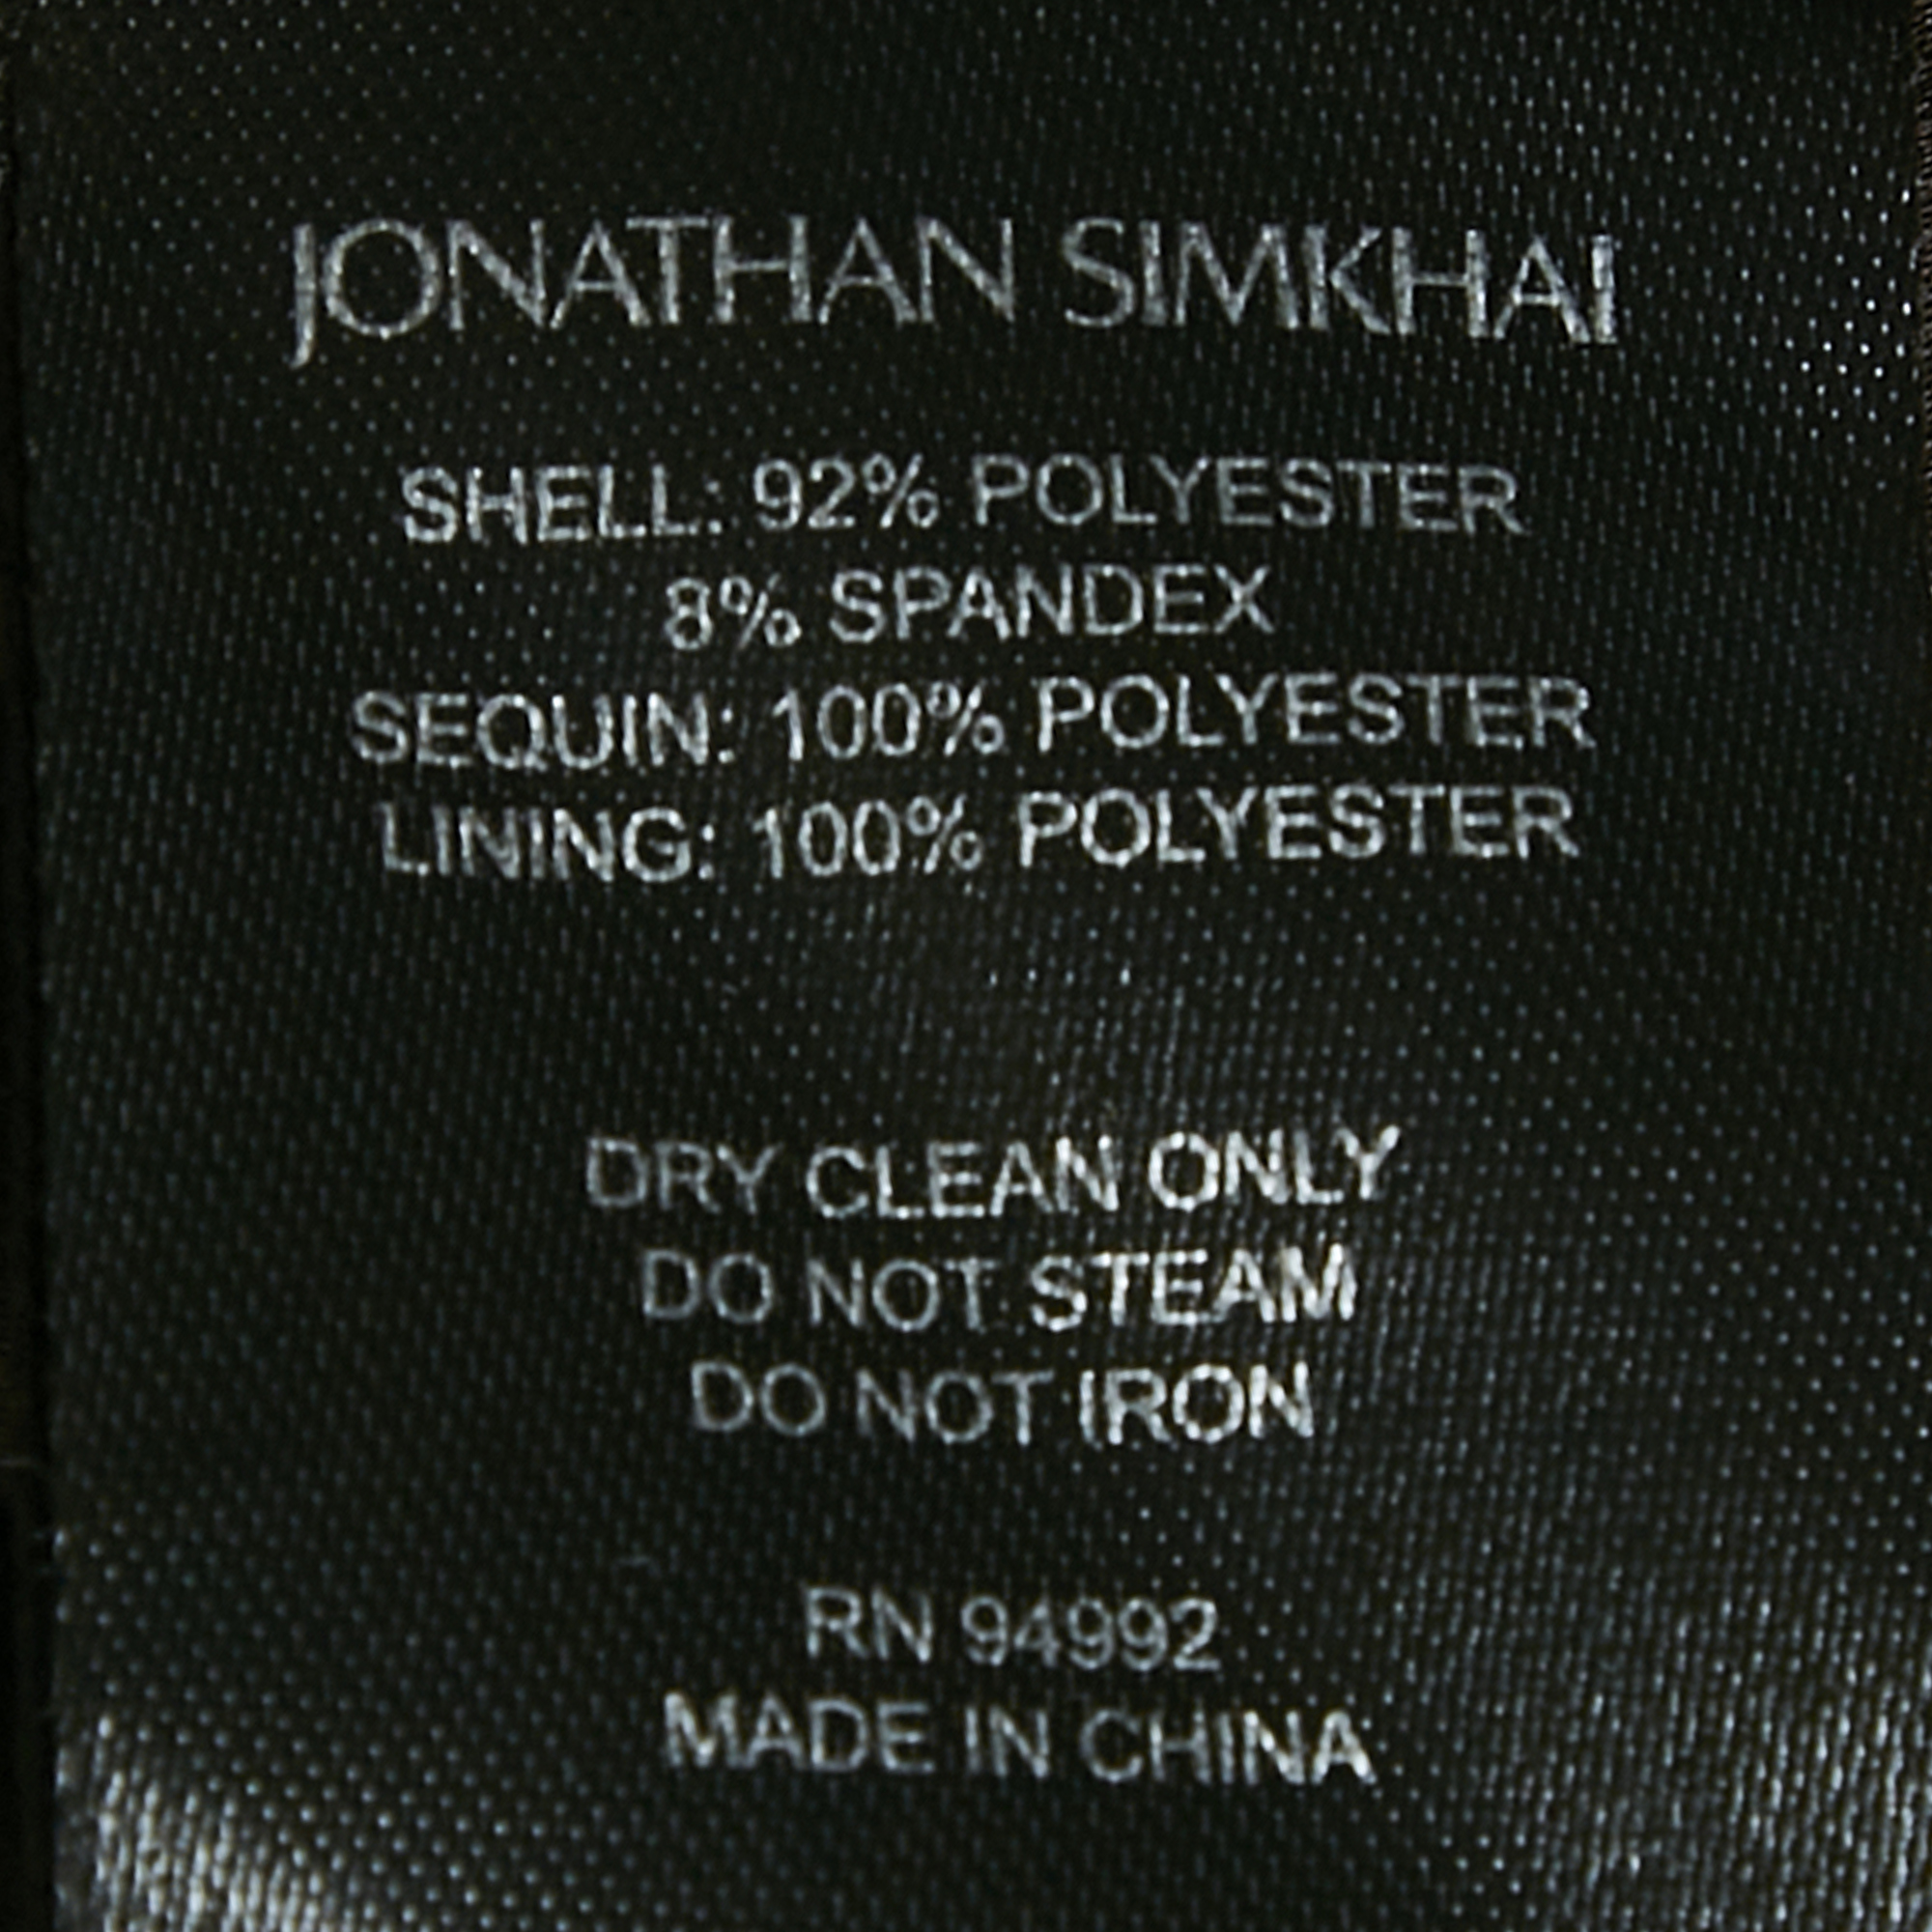 JONATHAN SIMKHAI
SHELL: 92% POLYESTER
8% SPANDEX
SEQUIN: 100% POLYESTER
LINING: 100% POLYESTER
DRY CLEAN ONLY
DO NOT STEAM
DO NOT IRON
RN 94992
MADE IN CHINA